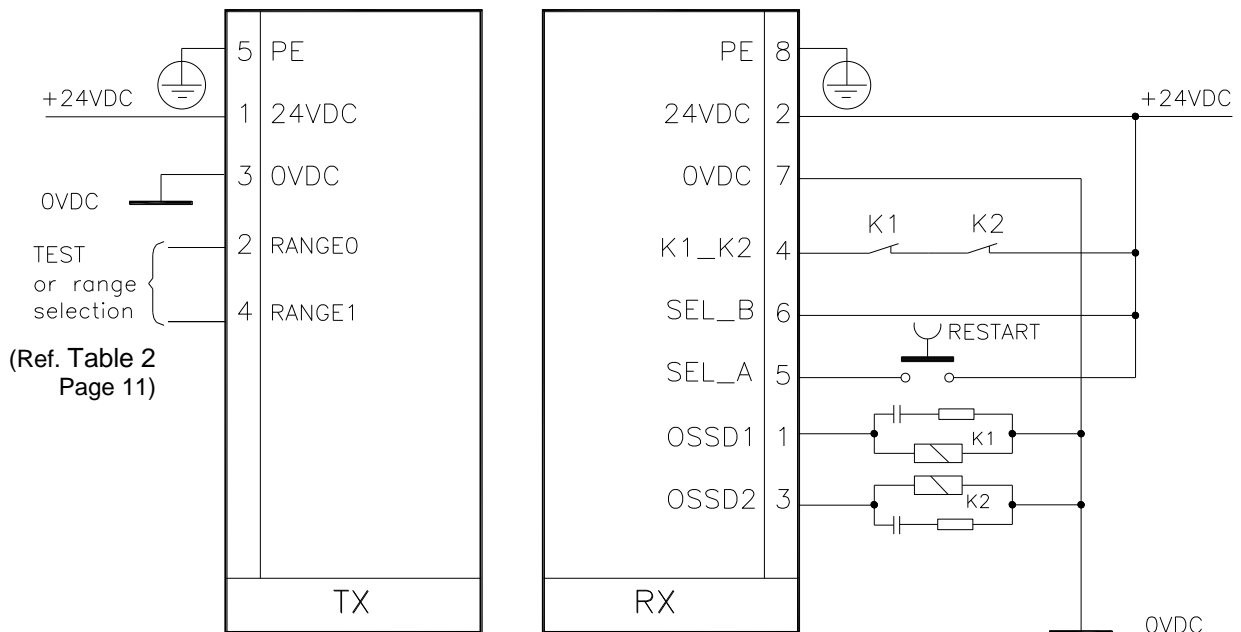 5 PE
+24VDC
1 24VDC
3 0VDC
0VDC
TEST
or range
selection
2 RANGE0
4 RANGE1
(Ref. Table 2
Page 11)
TX
PE 8
24VDC 2
+24VDC
0VDC 7
K1 K2
K1_K2 4
SEL_B 6
RESTART
SEL_A 5
OSSD1 1
K1
OSSD2 3
K2
RX
0VDC